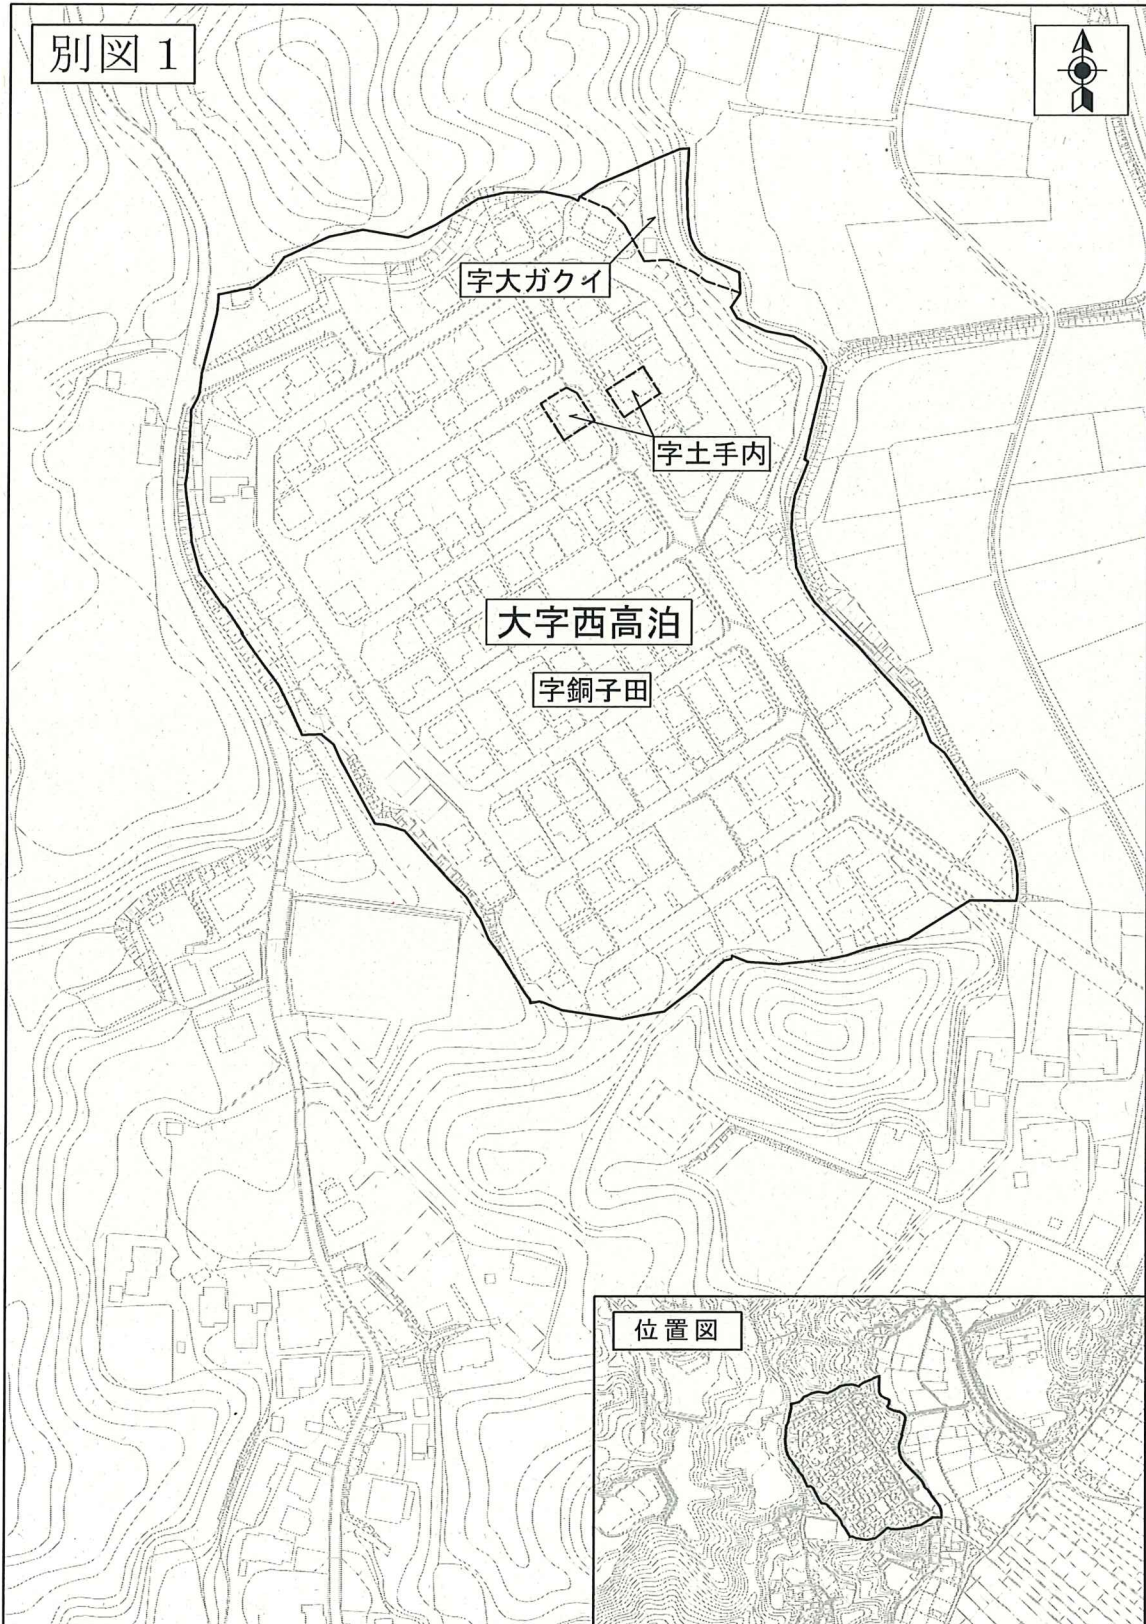 別図 1
字大ガクイ
字土手内
大字西高泊
字銅子田
位置図